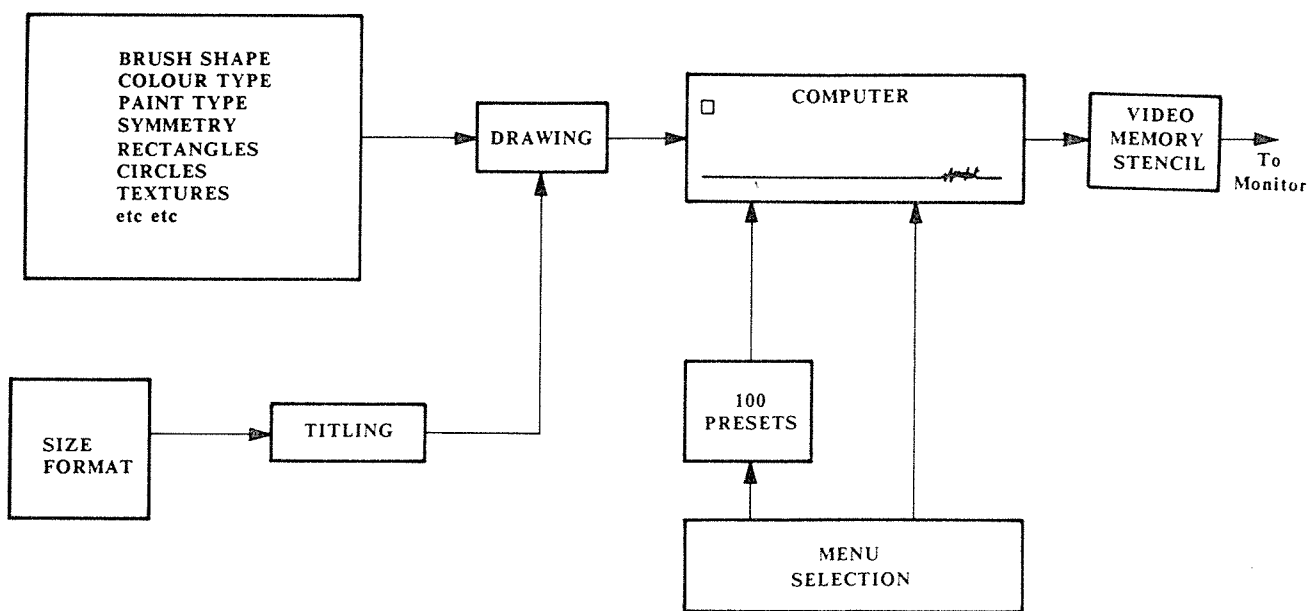 BRUSH SHAPE
COLOUR TYPE
PAINT TYPE
SYMMETRY
RECTANGLES
CIRCLES
TEXTURES
etc etc
DRAWING
COMPUTER
VIDEO
MEMORY
STENCIL
To
Monitor
SIZE
FORMAT
TITLING
100
PRESETS
MENU
SELECTION